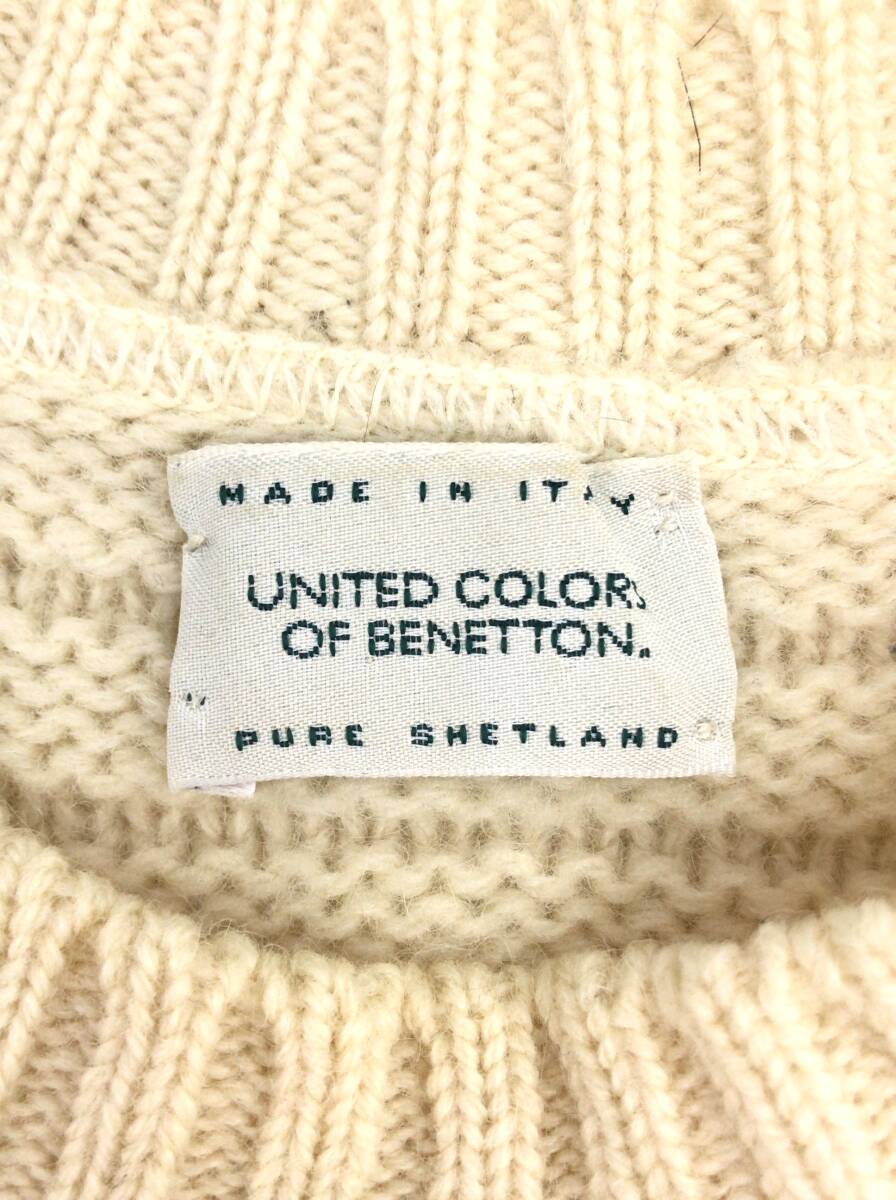 MADE IN ITALY
UNITED COLORS
OF BENETTON.
PURE SHETLAND